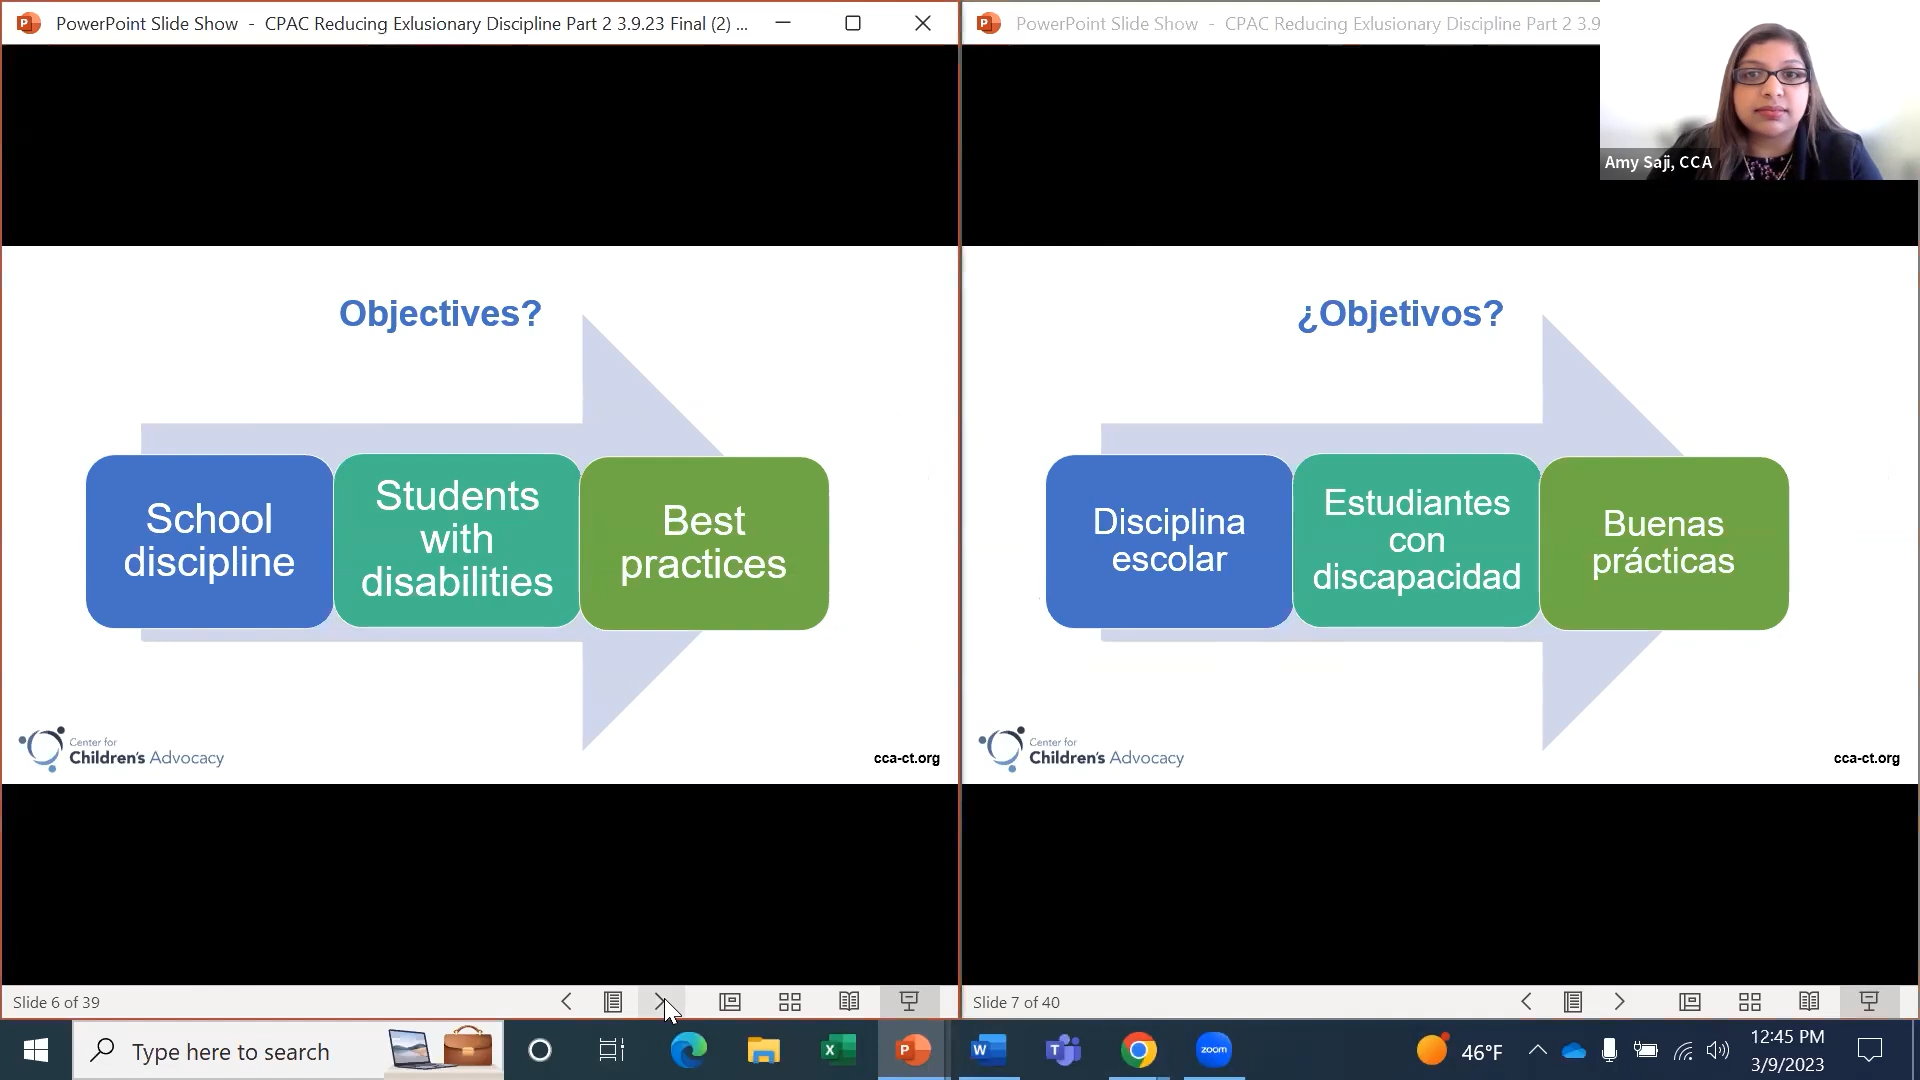 PowerPoint Slide Show - CPAC Reducing Exlusionary Discipline Part 2 3.9.23 Final (2) ...
PowerPoint Slide Show - CPAC Reducing Exlusionary Discipline Part 2 3.9
Amy Saji, CCA
Objectives?
School
discipline
Students
with
disabilities
Best
practices
Center for
Children's Advocacy
cca-ct.org
¿Objetivos?
Disciplina
escolar
Estudiantes
con
discapacidad
Buenas
prácticas
Center for
Children's Advocacy
cca-ct.org
Slide 6 of 39
Slide 7 of 40
Type here to search
zoom
46°F
12:45 PM
3/9/2023